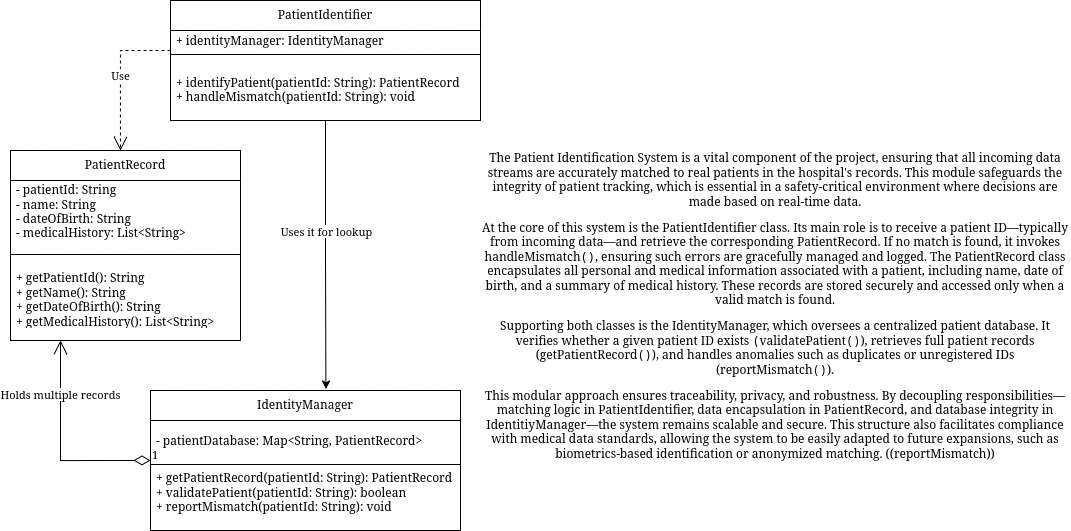 PatientIdentifier
+ identityManager: IdentityManager
+ identifyPatient(patientId: String): PatientRecord
+ handleMismatch(patientId: String): void
Use
PatientRecord
- patientId: String
- name: String
- dateOfBirth: String
- medicalHistory: List<String>
+ getPatientId(): String
+ getName(): String
+ getDateOfBirth(): String
+ getMedicalHistory(): List<String>
Uses it for lookup
Holds multiple records
1
IdentityManager
- patientDatabase: Map<String, PatientRecord>
+ getPatientRecord(patientId: String): PatientRecord
+ validatePatient(patientId: String): boolean
+ reportMismatch(patientId: String): void
The Patient Identification System is a vital component of the project, ensuring that all incoming data
streams are accurately matched to real patients in the hospital's records. This module safeguards the
integrity of patient tracking, which is essential in a safety-critical environment where decisions are
made based on real-time data.
At the core of this system is the PatientIdentifier class. Its main role is to receive a patient ID—typically
from incoming data—and retrieve the corresponding PatientRecord. If no match is found, it invokes
handleMismatch(), ensuring such errors are gracefully managed and logged. The PatientRecord class
encapsulates all personal and medical information associated with a patient, including name, date of
birth, and a summary of medical history. These records are stored securely and accessed only when a
valid match is found.
Supporting both classes is the IdentityManager, which oversees a centralized patient database. It
verifies whether a given patient ID exists (validatePatient()), retrieves full patient records
(getPatientRecord()), and handles anomalies such as duplicates or unregistered IDs
(reportMismatch()).
This modular approach ensures traceability, privacy, and robustness. By decoupling responsibilities—
matching logic in PatientIdentifier, data encapsulation in PatientRecord, and database integrity in
IdentitiyManager—the system remains scalable and secure. This structure also facilitates compliance
with medical data standards, allowing the system to be easily adapted to future expansions, such as
biometrics-based identification or anonymized matching. ((reportMismatch))